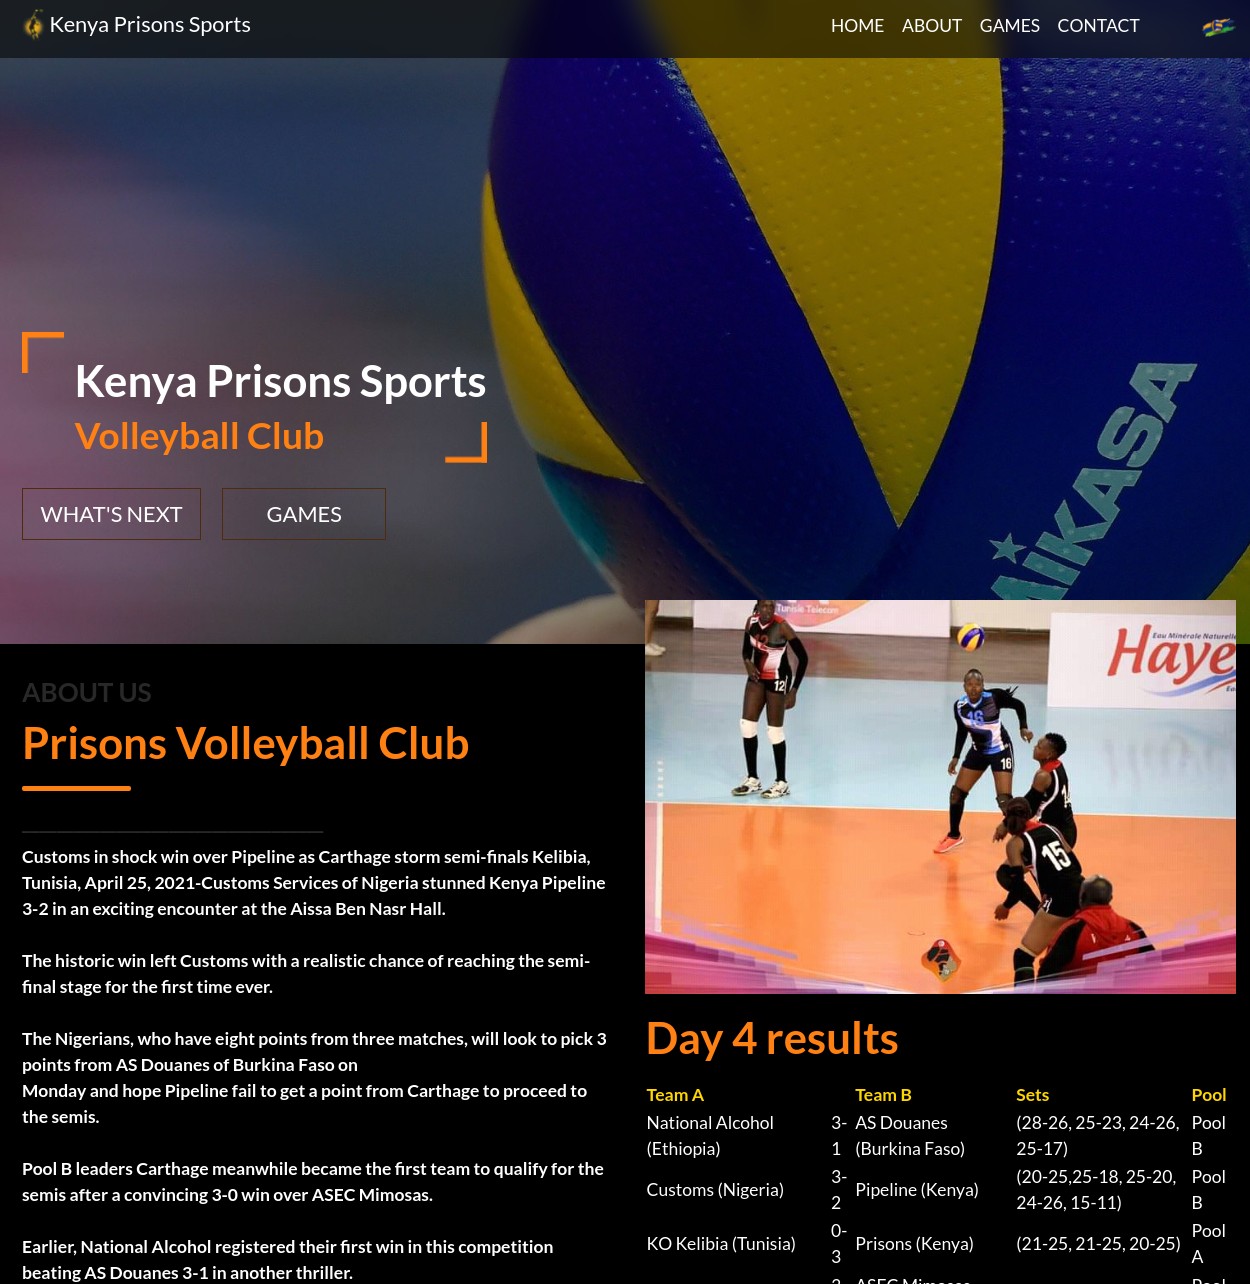 Kenya Prisons Sports
HOME ABOUT GAMES CONTACT
MIKASA
Kenya Prisons Sports
Volleyball Club
WHAT'S NEXT GAMES
Tunisie Telecom
Eau Minérale Naturelle
Haye
12
16
16
15
ABOUT US
Prisons Volleyball Club
Customs in shock win over Pipeline as Carthage storm semi-finals Kelibia,
Tunisia, April 25, 2021-Customs Services of Nigeria stunned Kenya Pipeline
3-2 in an exciting encounter at the Aissa Ben Nasr Hall.
The historic win left Customs with a realistic chance of reaching the semi-
final stage for the first time ever.
The Nigerians, who have eight points from three matches, will look to pick 3
points from AS Douanes of Burkina Faso on
Monday and hope Pipeline fail to get a point from Carthage to proceed to
the semis.
Pool B leaders Carthage meanwhile became the first team to qualify for the
semis after a convincing 3-0 win over ASEC Mimosas.
Earlier, National Alcohol registered their first win in this competition
beating AS Douanes 3-1 in another thriller.
Day 4 results
Team A Team B Sets Pool
National Alcohol 3- AS Douanes (28-26, 25-23, 24-26, Pool
(Ethiopia) 1 (Burkina Faso) 25-17) B
Customs (Nigeria) 3- Pipeline (Kenya) (20-25,25-18, 25-20, Pool
2 24-26, 15-11) B
KO Kelibia (Tunisia) 0- Prisons (Kenya) (21-25, 21-25, 20-25) Pool
3 A
ASEC Mimosas Pool